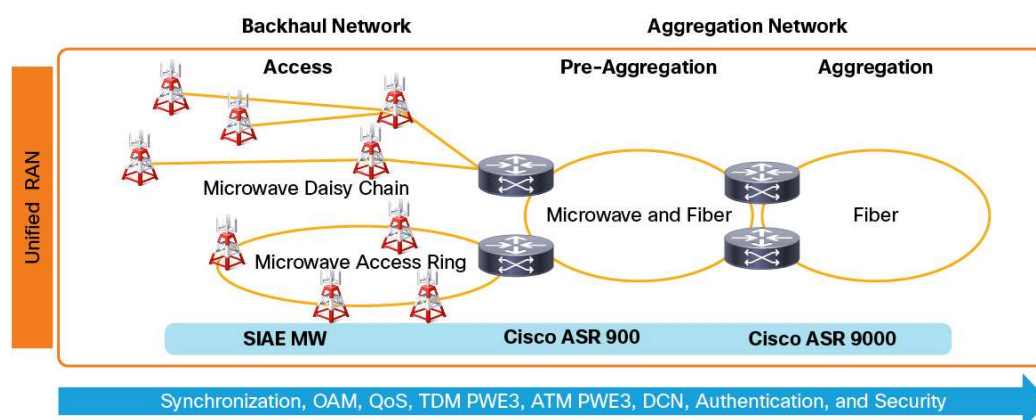 Backhaul Network
Aggregation Network
Access
Pre-Aggregation
Aggregation
Unified RAN
Microwave Daisy Chain
Microwave and Fiber
Fiber
Microwave Access Ring
SIAE MW
Cisco ASR 900
Cisco ASR 9000
Synchronization, OAM, QoS, TDM PWE3, ATM PWE3, DCN, Authentication, and Security